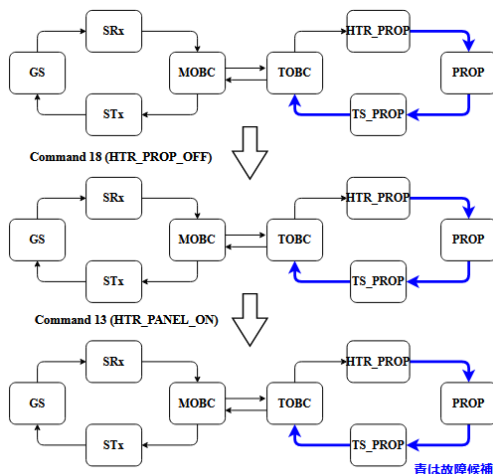 SRx
HTR_PROP
GS
MOBC
TOBC
PROP
STx
TS_PROP
Command 18 (HTR_PROP_OFF)
SRx
HTR_PROP
GS
MOBC
TOBC
PROP
STx
TS_PROP
Command 13 (HTR_PANEL_ON)
SRx
HTR_PROP
GS
MOBC
TOBC
PROP
STx
TS_PROP
青は故障候補